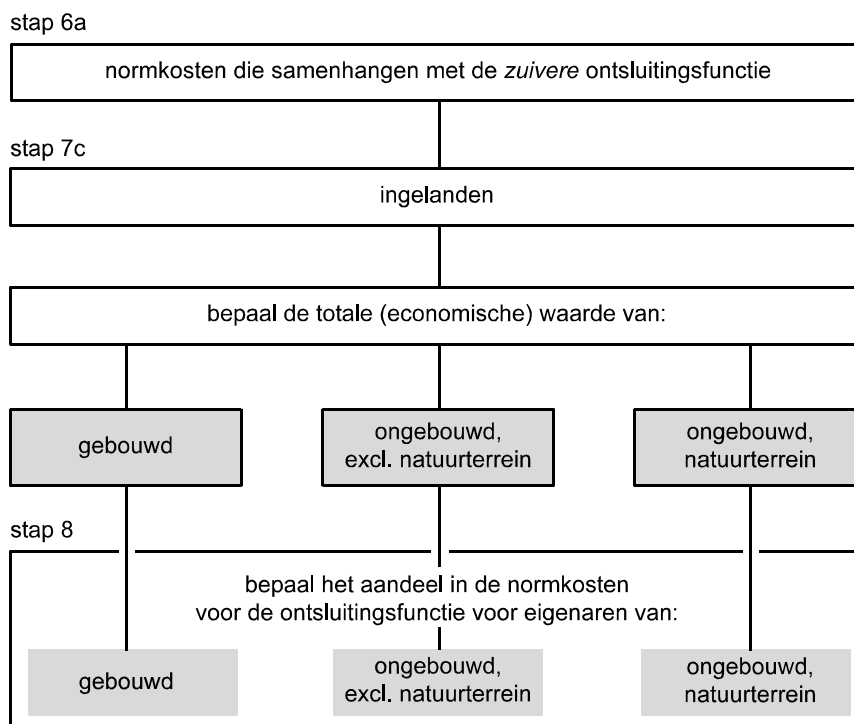 stap 6a
normkosten die samenhangen met de zuivere ontsluitingsfunctie
stap 7c
ingelanden
bepaal de totale (economische) waarde van:
gebouwd
ongebouwd,
excl. natuurterrein
ongebouwd,
natuurterrein
stap 8
bepaal het aandeel in de normkosten
voor de ontsluitingsfunctie voor eigenaren van:
gebouwd
ongebouwd,
excl. natuurterrein
ongebouwd,
natuurterrein